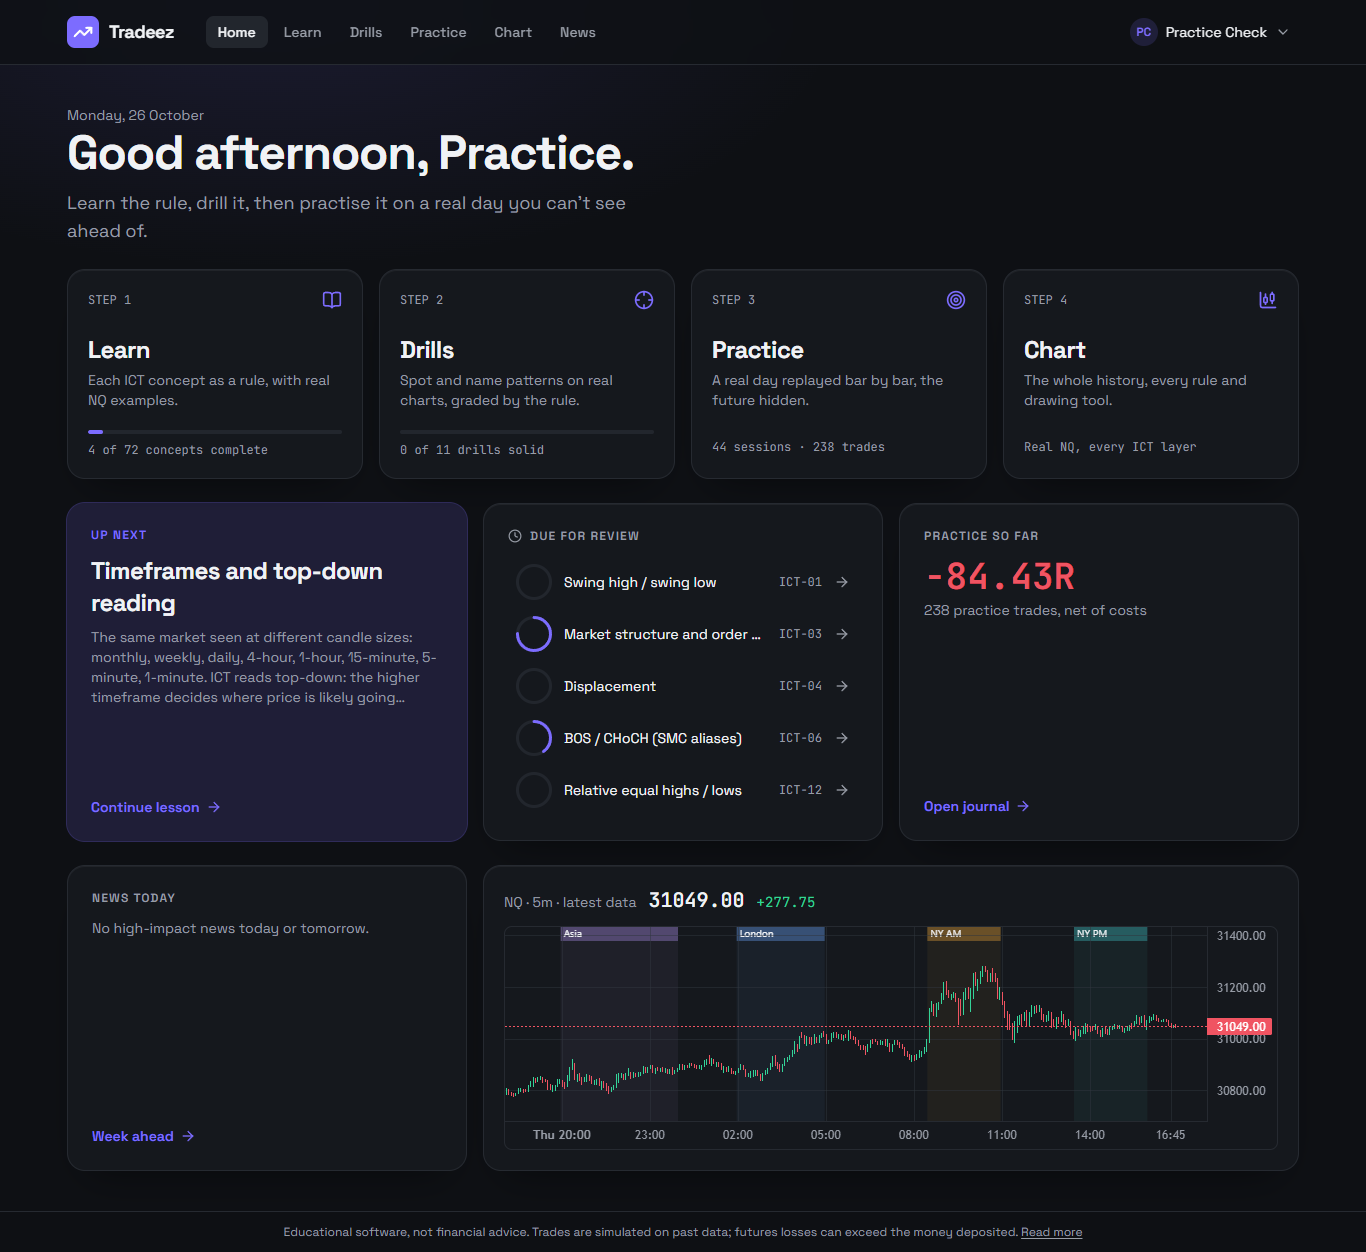 Tradeez
Home
Learn
Drills
Practice
Chart
News
PC
Practice Check
Monday, 26 October
Good afternoon, Practice.
Learn the rule, drill it, then practise it on a real day you can't see
ahead of.
STEP 1
Learn
Each ICT concept as a rule, with real
NQ examples.
4 of 72 concepts complete
STEP 2
Drills
Spot and name patterns on real
charts, graded by the rule.
0 of 11 drills solid
STEP 3
Practice
A real day replayed bar by bar, the
future hidden.
44 sessions · 238 trades
STEP 4
Chart
The whole history, every rule and
drawing tool.
Real NQ, every ICT layer
UP NEXT
Timeframes and top-down
reading
The same market seen at different candle sizes:
monthly, weekly, daily, 4-hour, 1-hour, 15-minute, 5-
minute, 1-minute. ICT reads top-down: the higher
timeframe decides where price is likely going...
Continue lesson →
DUE FOR REVIEW
Swing high / swing low ICT-01 →
Market structure and order ... ICT-03 →
Displacement ICT-04 →
BOS / CHoCH (SMC aliases) ICT-06 →
Relative equal highs / lows ICT-12 →
PRACTICE SO FAR
-84.43R
238 practice trades, net of costs
Open journal →
NEWS TODAY
No high-impact news today or tomorrow.
Week ahead →
NQ · 5m · latest data 31049.00 +277.75
Asia
London
NY AM
NY PM
31400.00
31200.00
31049.00
31000.00
30800.00
Thu 20:00
23:00
02:00
05:00
08:00
11:00
14:00
16:45
Educational software, not financial advice. Trades are simulated on past data; futures losses can exceed the money deposited. Read more